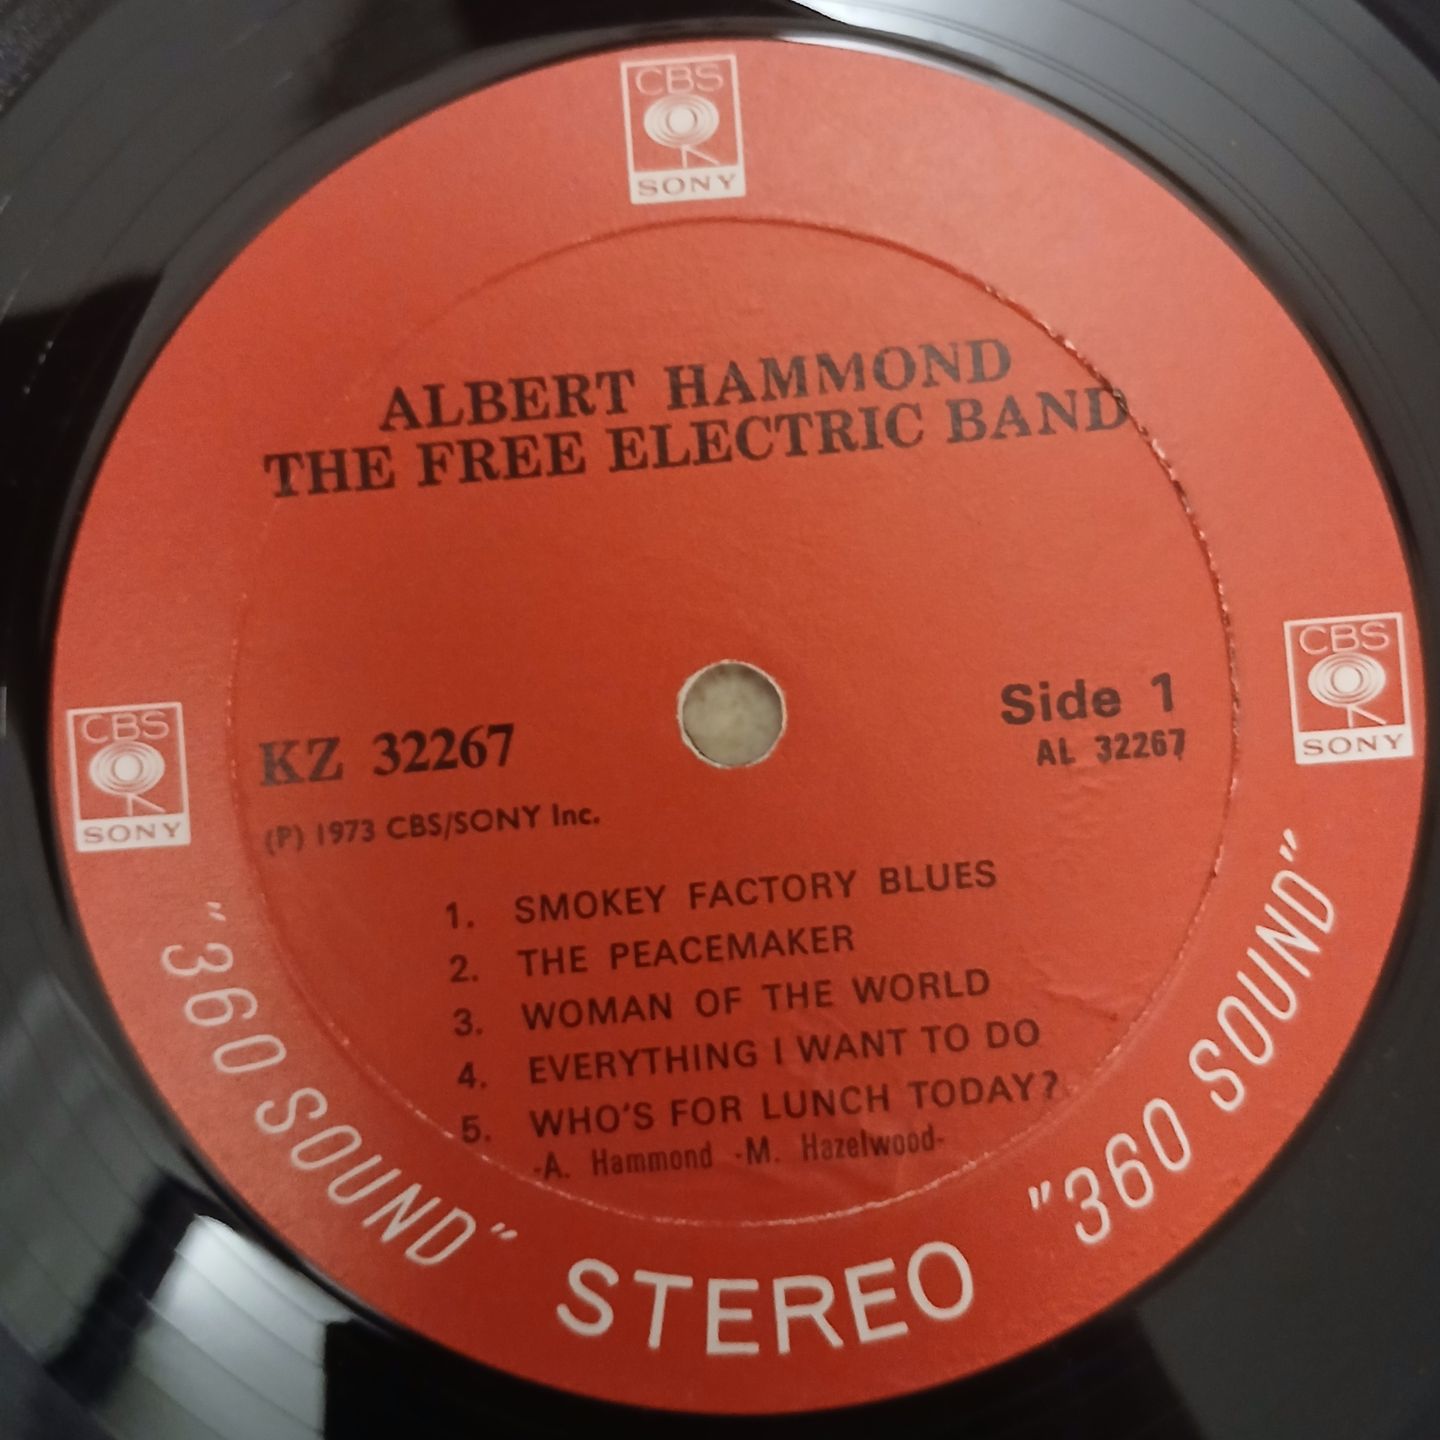 CBS
SONY
ALBERT HAMMOND
THE FREE ELECTRIC BAND
CBS
SONY
CBS
SONY
Side 1
AL 32267
KZ 32267
(P) 1973 CBS/SONY Inc.
1. SMOKEY FACTORY BLUES
2. THE PEACEMAKER
3. WOMAN OF THE WORLD
4. EVERYTHING I WANT TO DO
5. WHO'S FOR LUNCH TODAY?
-A. Hammond -M. Hazelwood-
"360 SOUND" STEREO "360 SOUND"